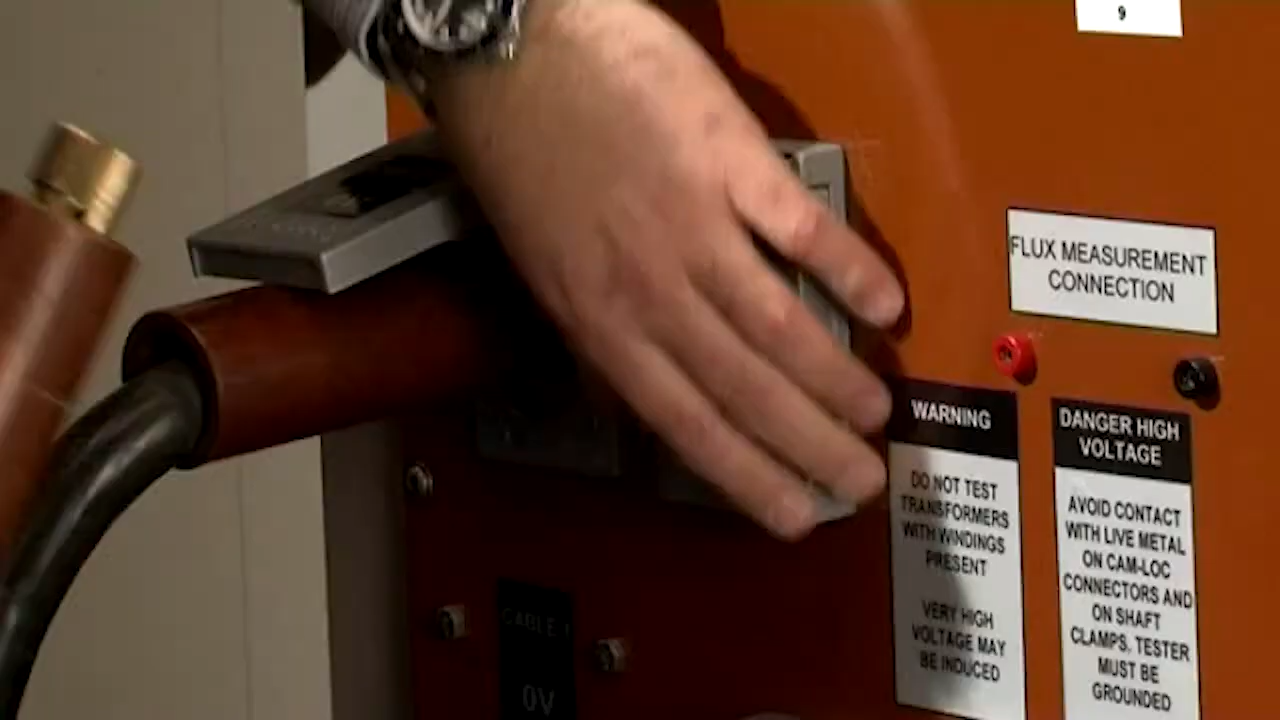 9
FLUX MEASUREMENT
CONNECTION
WARNING
DO NOT TEST
TRANSFORMERS
WITH WINDINGS
PRESENT
VERY HIGH
VOLTAGE MAY
BE INDUCED
DANGER HIGH
VOLTAGE
AVOID CONTACT
WITH LIVE METAL
ON CAM-LOC
CONNECTORS AND
ON SHAFT
CLAMPS. TESTER
MUST BE
GROUNDED
CABLE 1
0V